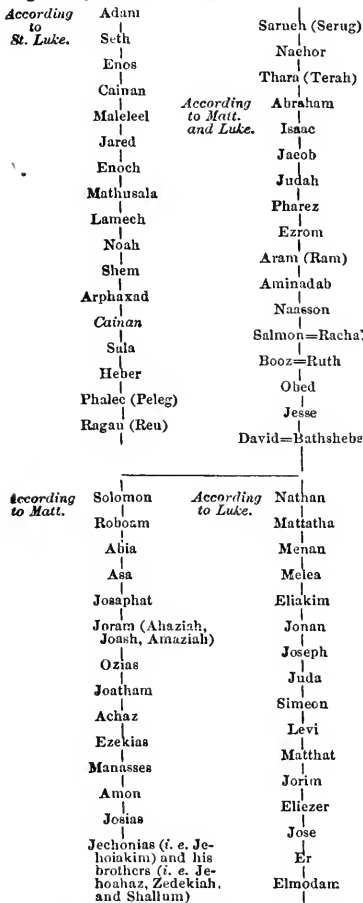 According
to
St. Luke.
Adam
Seth
Enos
Cainan
Maleleel
Jared
Enoch
Mathusala
Lamech
Noah
Shem
Arphaxad
Cainan
Sala
Heber
Phalec (Peleg)
Ragau (Reu)
Saruch (Serug)
Nachor
Thara (Terah)
According
to Matt.
and Luke.
Abraham
Isaac
Jacob
Judah
Pharez
Ezrom
Aram (Ram)
Aminadab
Naasson
Salmon=Racha
Booz=Ruth
Obed
Jesse
David=Bathsheba
According
to Matt.
Solomon
Roboam
Abia
Asa
Josaphat
Joram (Ahaziah,
Joash, Amaziah)
Ozias
Joatham
Achaz
Ezekias
Manasses
Amon
Josias
Jechonias (i. e. Je-
hoiakim) and his
brothers (i. e. Je-
hoahaz, Zedekiah,
and Shallum)
According
to Luke.
Nathan
Mattatha
Menan
Melea
Eliakim
Jonan
Joseph
Juda
Simeon
Levi
Matthat
Jorim
Eliezer
Jose
Er
Elmodam